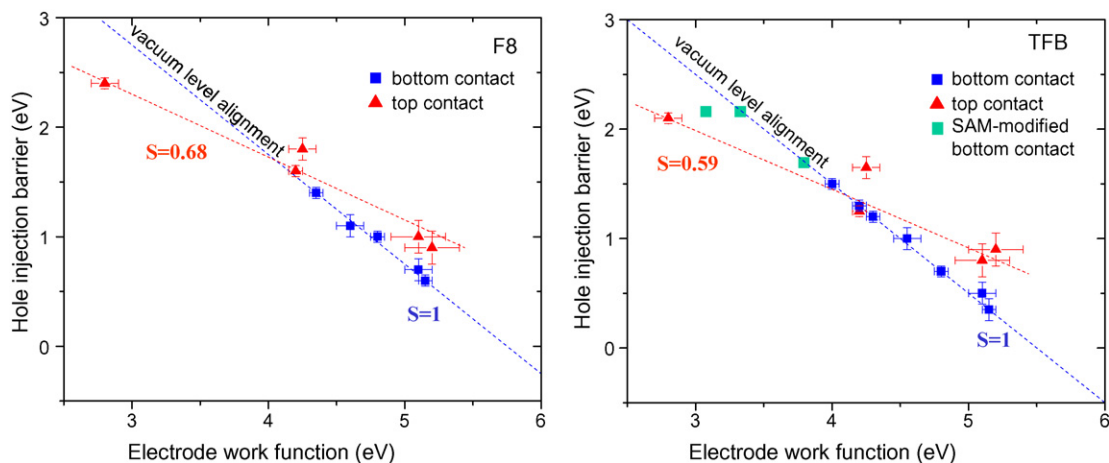 3
2
1
0
Hole injection barrier (eV)
3
4
5
6
Electrode work function (eV)
F8
bottom contact
top contact
vacuum level alignment
S=0.68
S=1
3
2
1
0
Hole injection barrier (eV)
3
4
5
6
Electrode work function (eV)
TFB
bottom contact
top contact
SAM-modified
bottom contact
vacuum level alignment
S=0.59
S=1